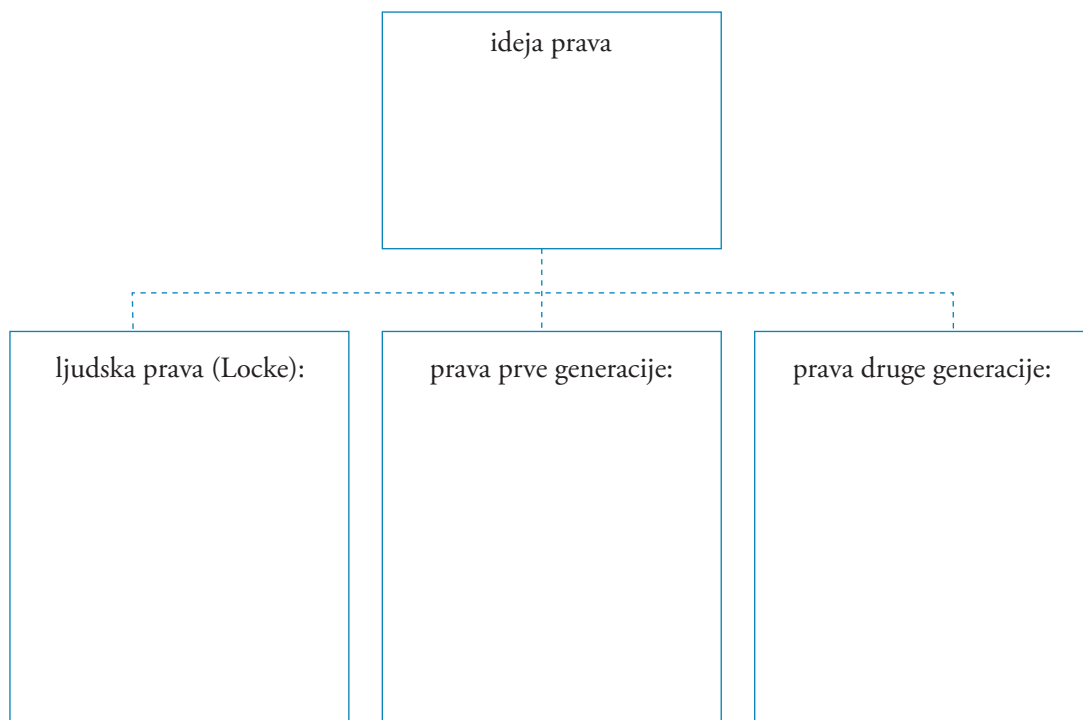 ideja prava
ljudska prava (Locke):
prava prve generacije:
prava druge generacije: